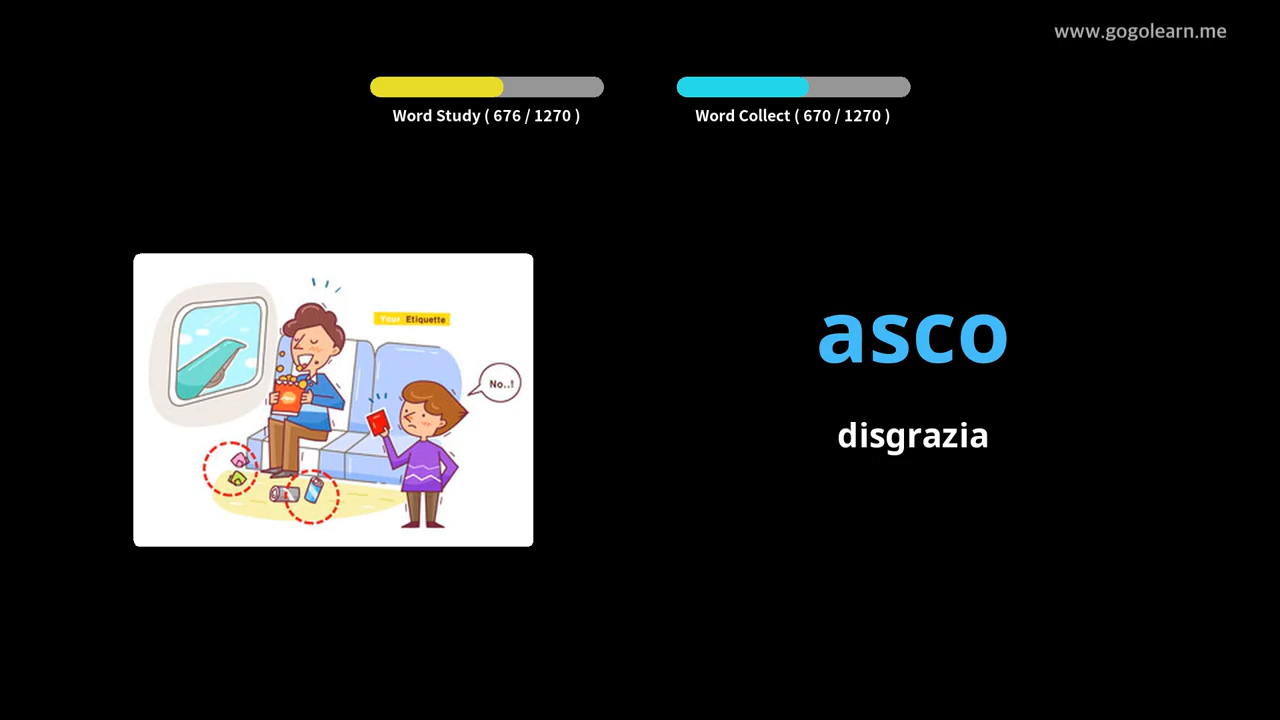 www.gogolearn.me
Word Study ( 676 / 1270 )
Word Collect ( 670 / 1270 )
Your Etiquette
No..!
asco
disgrazia